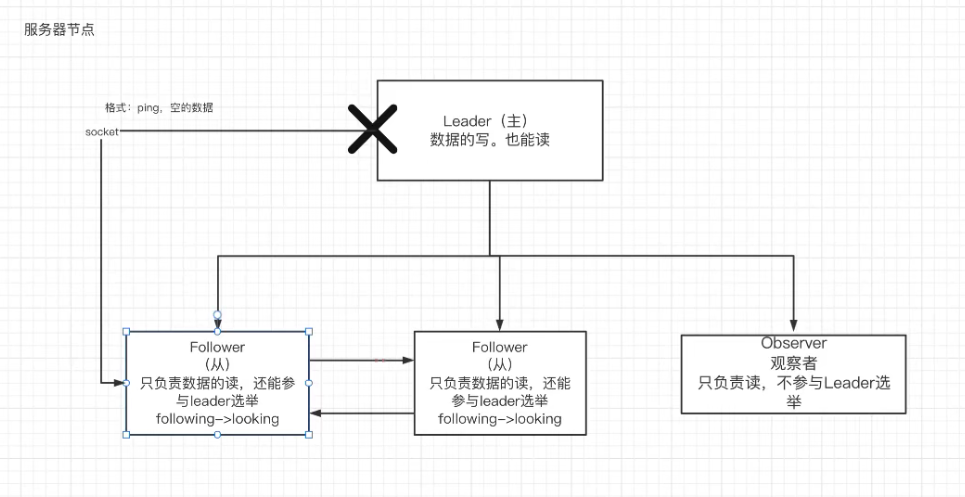 服务器节点
格式：ping，空的数据
socket
Leader（主）
数据的写。也能读
Follower
（从）
只负责数据的读，还能参
与leader选举
following->looking
Follower
（从）
只负责数据的读，还能
参与leader选举
following->looking
Observer
观察者
只负责读，不参与Leader选
举